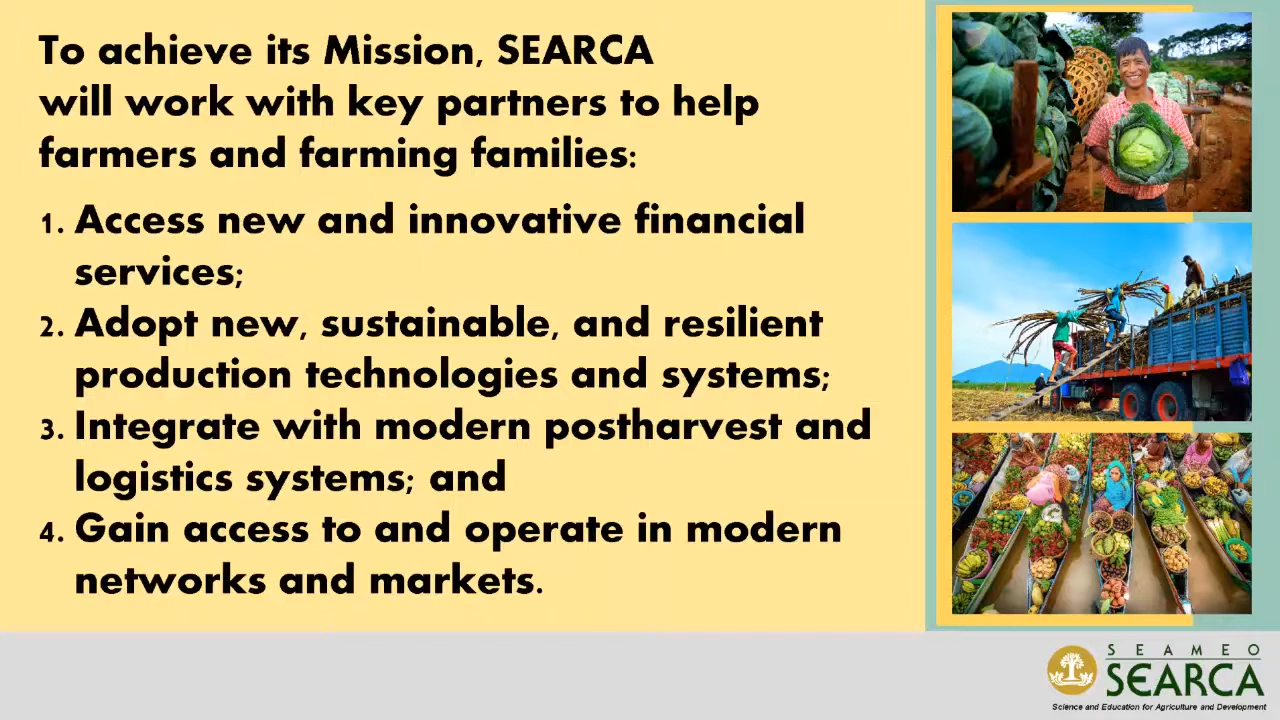 To achieve its Mission, SEARCA
will work with key partners to help
farmers and farming families:
1. Access new and innovative financial
services;
2. Adopt new, sustainable, and resilient
production technologies and systems;
3. Integrate with modern postharvest and
logistics systems; and
4. Gain access to and operate in modern
networks and markets.
SEAMEO
SEARCA
Science and Education for Agriculture and Development